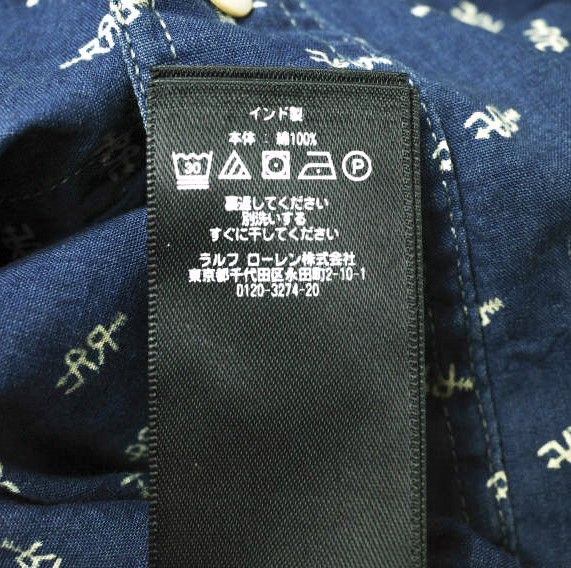 インド製
本体 : 綿100%
30 P
裏返してください
別洗いする
すぐに干してください
ラルフ ローレン株式会社
東京都千代田区永田町2-10-1
0120-3274-20